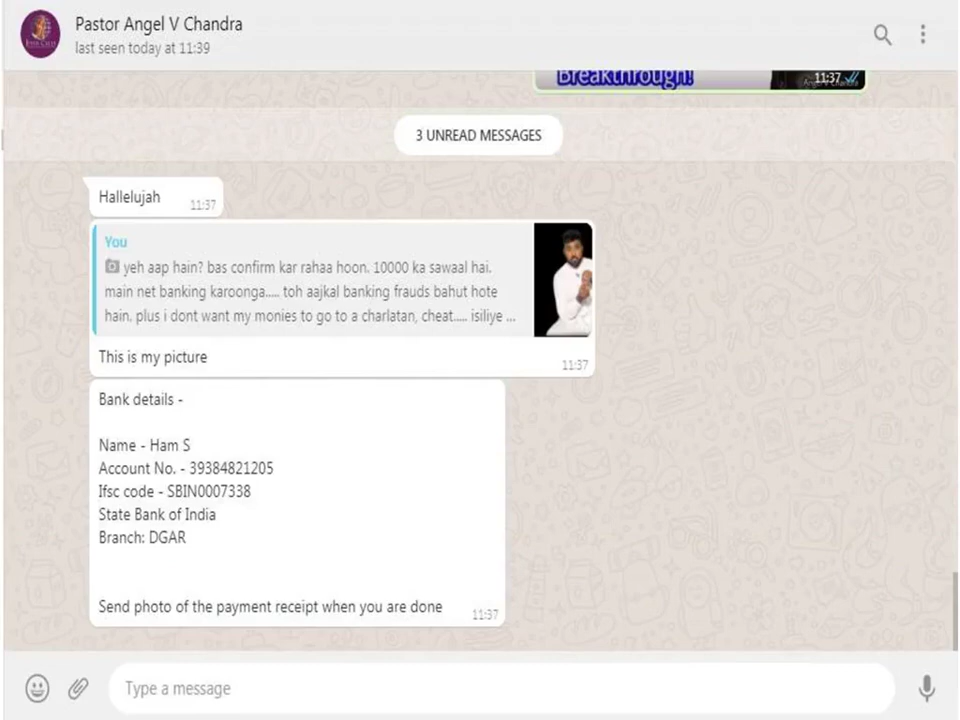 Pastor Angel V Chandra
last seen today at 11:39
Breakthrough!
Angel V Chandra
11:37
3 UNREAD MESSAGES
Hallelujah
11:37
You
yeh aap hain? bas confirm kar rahaa hoon. 10000 ka sawaal hai.
main net banking karoonga..... toh aajkal banking frauds bahut hote
hain, plus i dont want my monies to go to a charlatan, cheat..... isiliye ...
This is my picture
11:37
Bank details -
Name - Ham S
Account No. - 39384821205
Ifsc code - SBIN0007338
State Bank of India
Branch: DGAR
Send photo of the payment receipt when you are done
11:37
Type a message